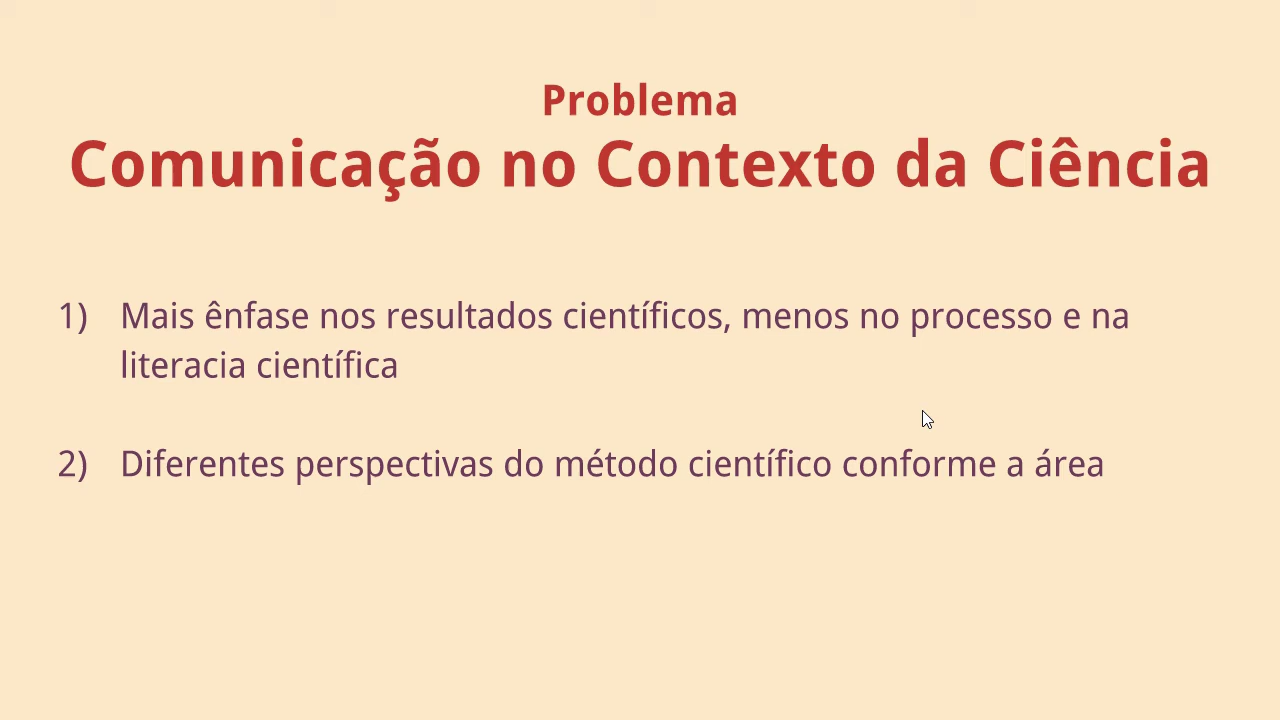 Problema
Comunicação no Contexto da Ciência
1) Mais ênfase nos resultados científicos, menos no processo e na
literacia científica
2) Diferentes perspectivas do método científico conforme a área